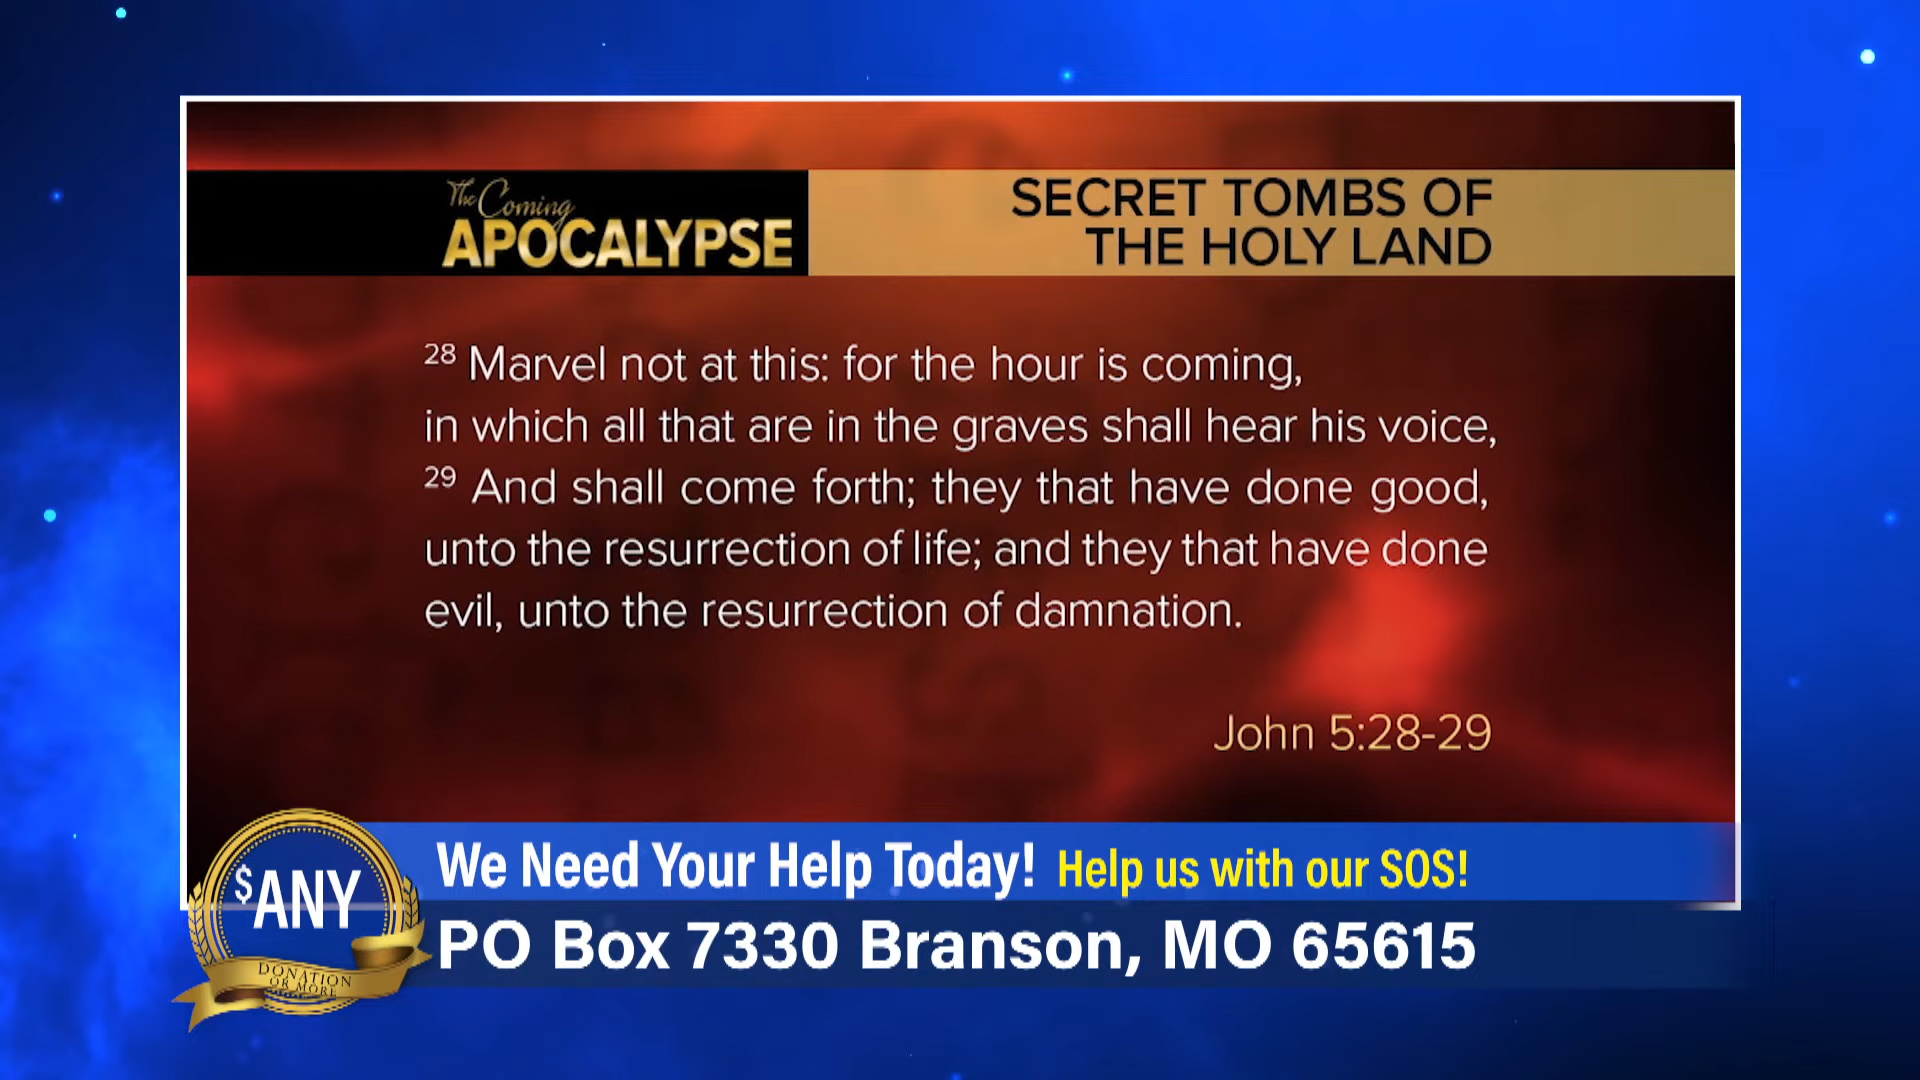 The Coming
APOCALYPSE
SECRET TOMBS OF
THE HOLY LAND
28 Marvel not at this: for the hour is coming,
in which all that are in the graves shall hear his voice,
29 And shall come forth; they that have done good,
unto the resurrection of life; and they that have done
evil, unto the resurrection of damnation.
John 5:28-29
$ANY
DONATION
OR MORE
We Need Your Help Today! Help us with our SOS!
PO Box 7330 Branson, MO 65615